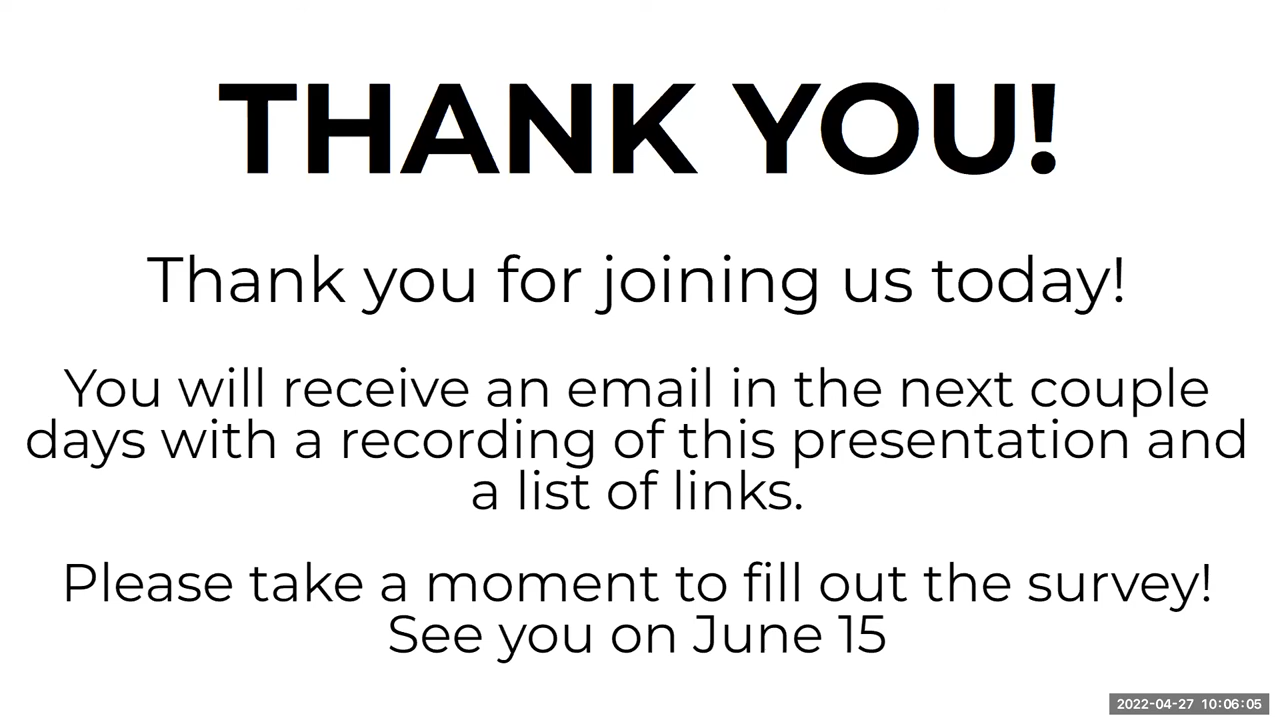 THANK YOU!
Thank you for joining us today!
You will receive an email in the next couple
days with a recording of this presentation and
a list of links.
Please take a moment to fill out the survey!
See you on June 15
2022-04-27 10:06:05